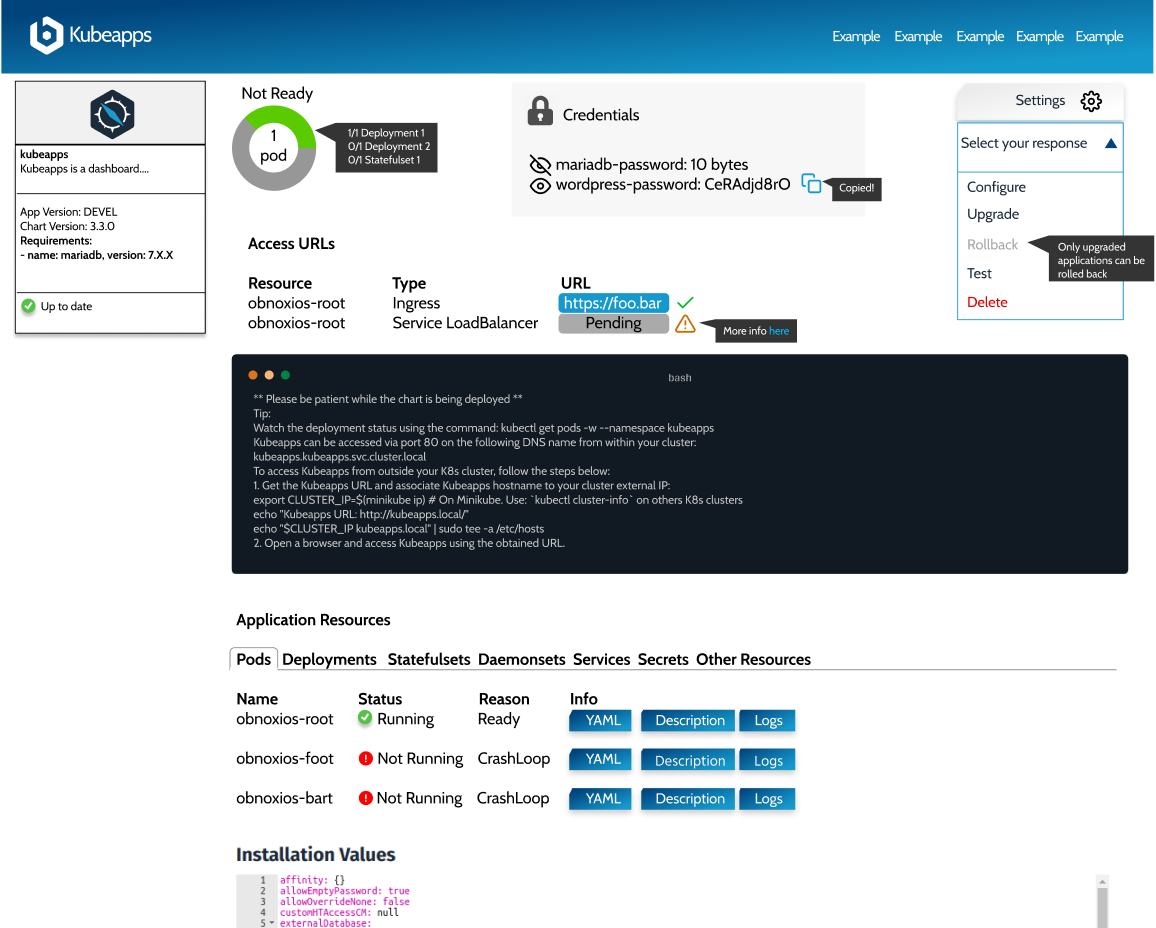 Kubeapps
Example Example Example Example Example
kubeapps
Kubeapps is a dashboard....
App Version: DEVEL
Chart Version: 3.3.0
Requirements:
- name: mariadb, version: 7.X.X
Up to date
Not Ready
1
pod
1/1 Deployment 1
0/1 Deployment 2
0/1 Statefulset 1
Credentials
mariadb-password: 10 bytes
wordpress-password: CeRAdjd8rO
Copied!
Settings
Select your response
Configure
Upgrade
Rollback
Only upgraded
applications can be
rolled back
Test
Delete
Access URLs
Resource Type URL
obnoxios-root Ingress https://foo.bar
obnoxios-root Service LoadBalancer Pending
More info here
bash
** Please be patient while the chart is being deployed **
Tip:
Watch the deployment status using the command: kubectl get pods -w --namespace kubeapps
Kubeapps can be accessed via port 80 on the following DNS name from within your cluster:
kubeapps.kubeapps.svc.cluster.local
To access Kubeapps from outside your K8s cluster, follow the steps below:
1. Get the Kubeapps URL and associate Kubeapps hostname to your cluster external IP:
export CLUSTER_IP=$(minikube ip) # On Minikube. Use: `kubectl cluster-info` on others K8s clusters
echo "Kubeapps URL: http://kubeapps.local/"
echo "$CLUSTER_IP kubeapps.local" | sudo tee -a /etc/hosts
2. Open a browser and access Kubeapps using the obtained URL.
Application Resources
Pods Deployments Statefulsets Daemonsets Services Secrets Other Resources
Name Status Reason Info
obnoxios-root Running Ready YAML Description Logs
obnoxios-foot Not Running CrashLoop YAML Description Logs
obnoxios-bart Not Running CrashLoop YAML Description Logs
Installation Values
1 affinity: {}
2 allowEmptyPassword: true
3 allowOverrideNone: false
4 customHTAccessCM: null
5 externalDatabase: